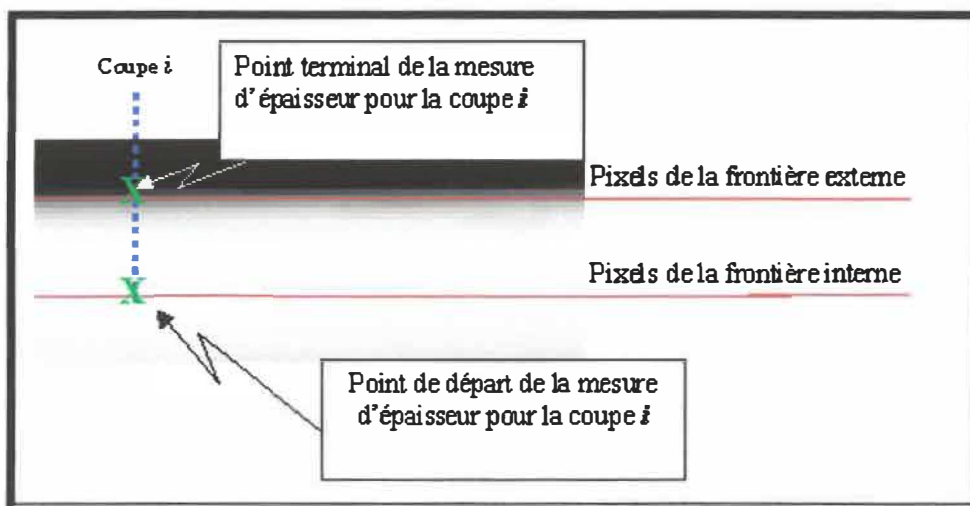 Coupe i
Point terminal de la mesure
d'épaisseur pour la coupe i
X
Pixels de la frontière externe
Pixels de la frontière interne
X
Point de départ de la mesure
d'épaisseur pour la coupe i